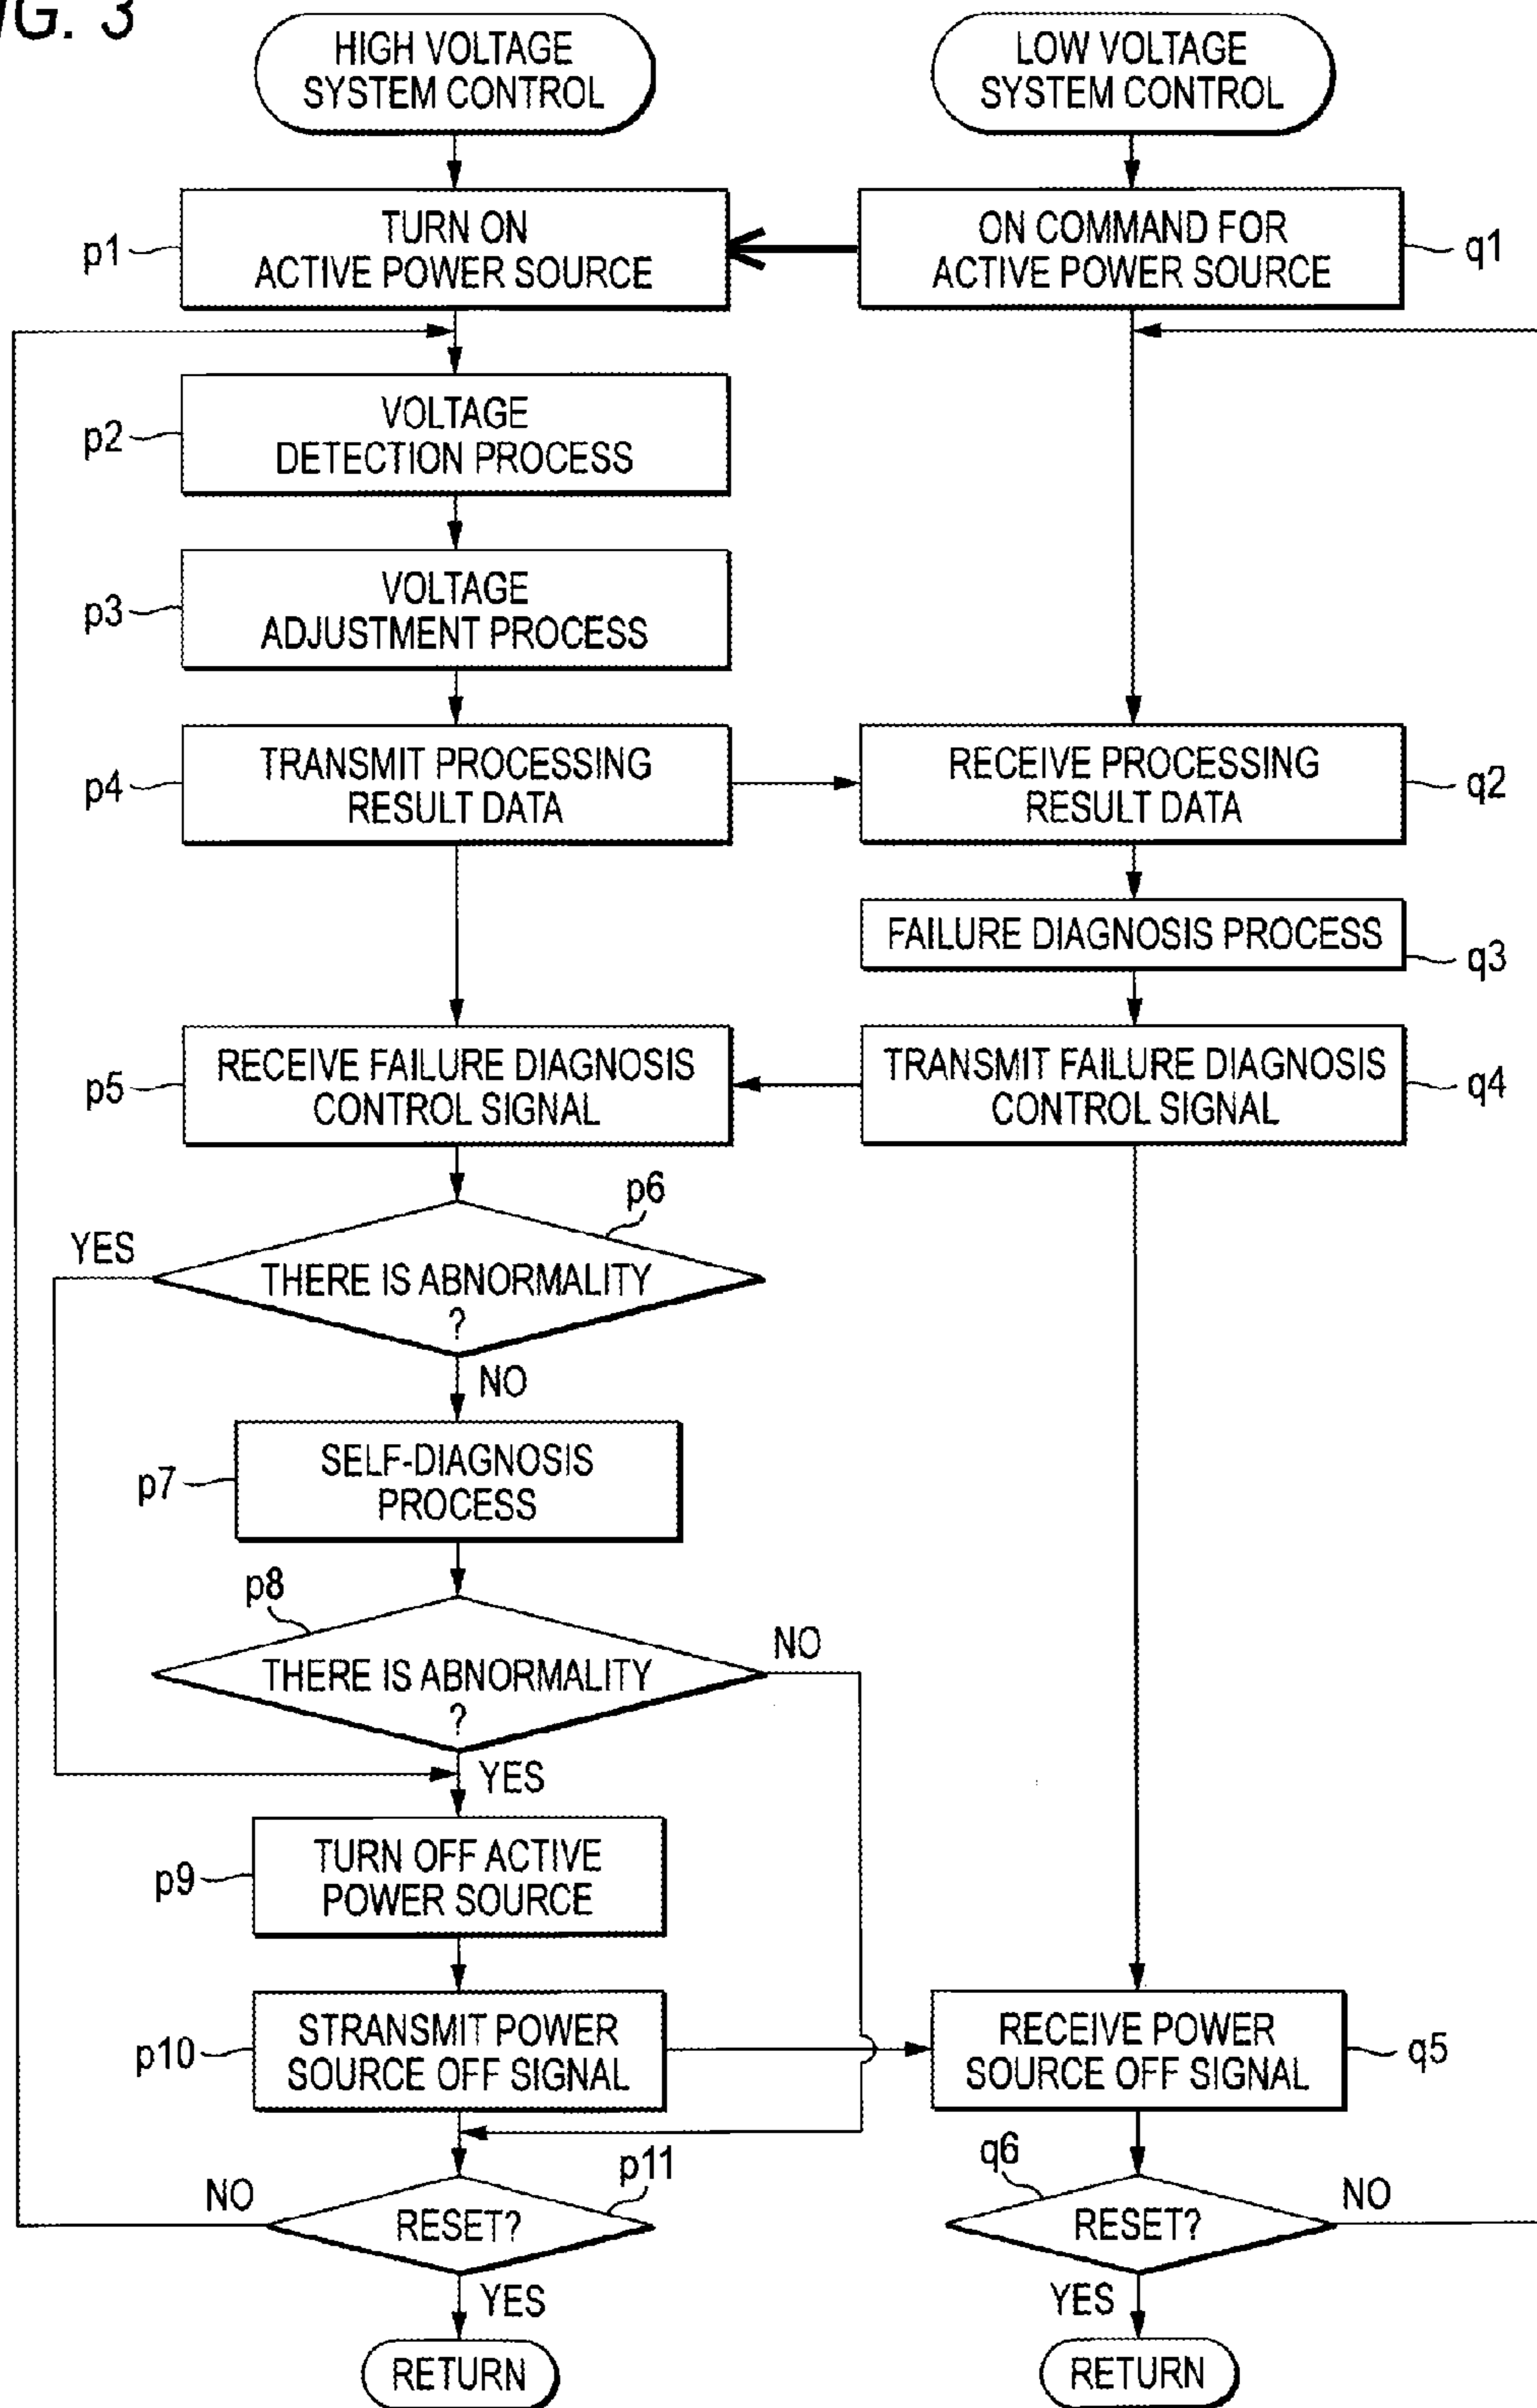 FIG. 3
HIGH VOLTAGE
SYSTEM CONTROL
LOW VOLTAGE
SYSTEM CONTROL
p1
TURN ON
ACTIVE POWER SOURCE
ON COMMAND FOR
ACTIVE POWER SOURCE
q1
p2
VOLTAGE
DETECTION PROCESS
p3
VOLTAGE
ADJUSTMENT PROCESS
p4
TRANSMIT PROCESSING
RESULT DATA
RECEIVE PROCESSING
RESULT DATA
q2
FAILURE DIAGNOSIS PROCESS
q3
p5
RECEIVE FAILURE DIAGNOSIS
CONTROL SIGNAL
TRANSMIT FAILURE DIAGNOSIS
CONTROL SIGNAL
q4
p6
YES
THERE IS ABNORMALITY
?
NO
p7
SELF-DIAGNOSIS
PROCESS
p8
NO
THERE IS ABNORMALITY
?
YES
p9
TURN OFF ACTIVE
POWER SOURCE
p10
STRANSMIT POWER
SOURCE OFF SIGNAL
RECEIVE POWER
SOURCE OFF SIGNAL
q5
p11
NO
RESET?
YES
RETURN
q6
RESET?
NO
YES
RETURN